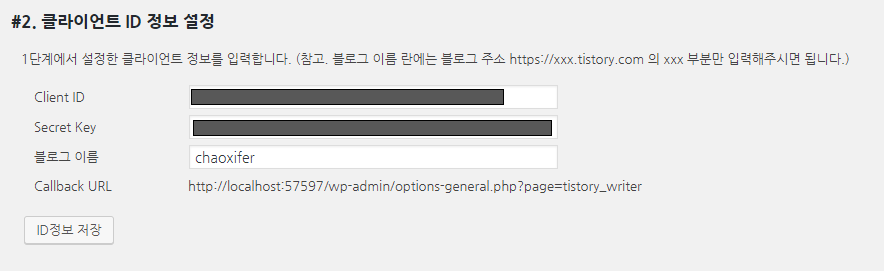 #2. 클라이언트 ID 정보 설정
1단계에서 설정한 클라이언트 정보를 입력합니다. (참고. 블로그 이름 란에는 블로그 주소 https://xxx.tistory.com 의 xxx 부분만 입력해주시면 됩니다.)
Client ID
Secret Key
블로그 이름 chaoxifer
Callback URL http://localhost:57597/wp-admin/options-general.php?page=tistory_writer
ID정보 저장